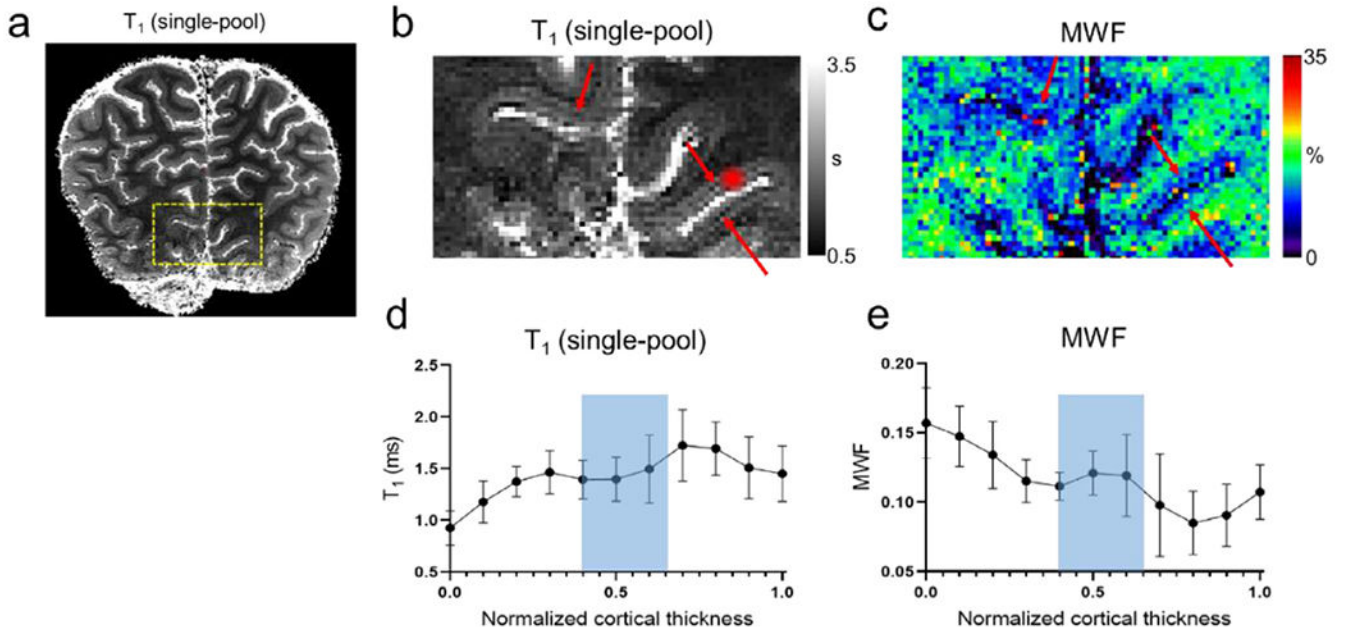 a
T₁ (single-pool)
b
T₁ (single-pool)
3.5
s
0.5
c
MWF
35
%
0
d
T₁ (single-pool)
2.5
2.0
1.5
1.0
0.5
T₁ (ms)
0.0
0.5
1.0
Normalized cortical thickness
e
MWF
0.20
0.15
0.10
0.05
MWF
0.0
0.5
1.0
Normalized cortical thickness